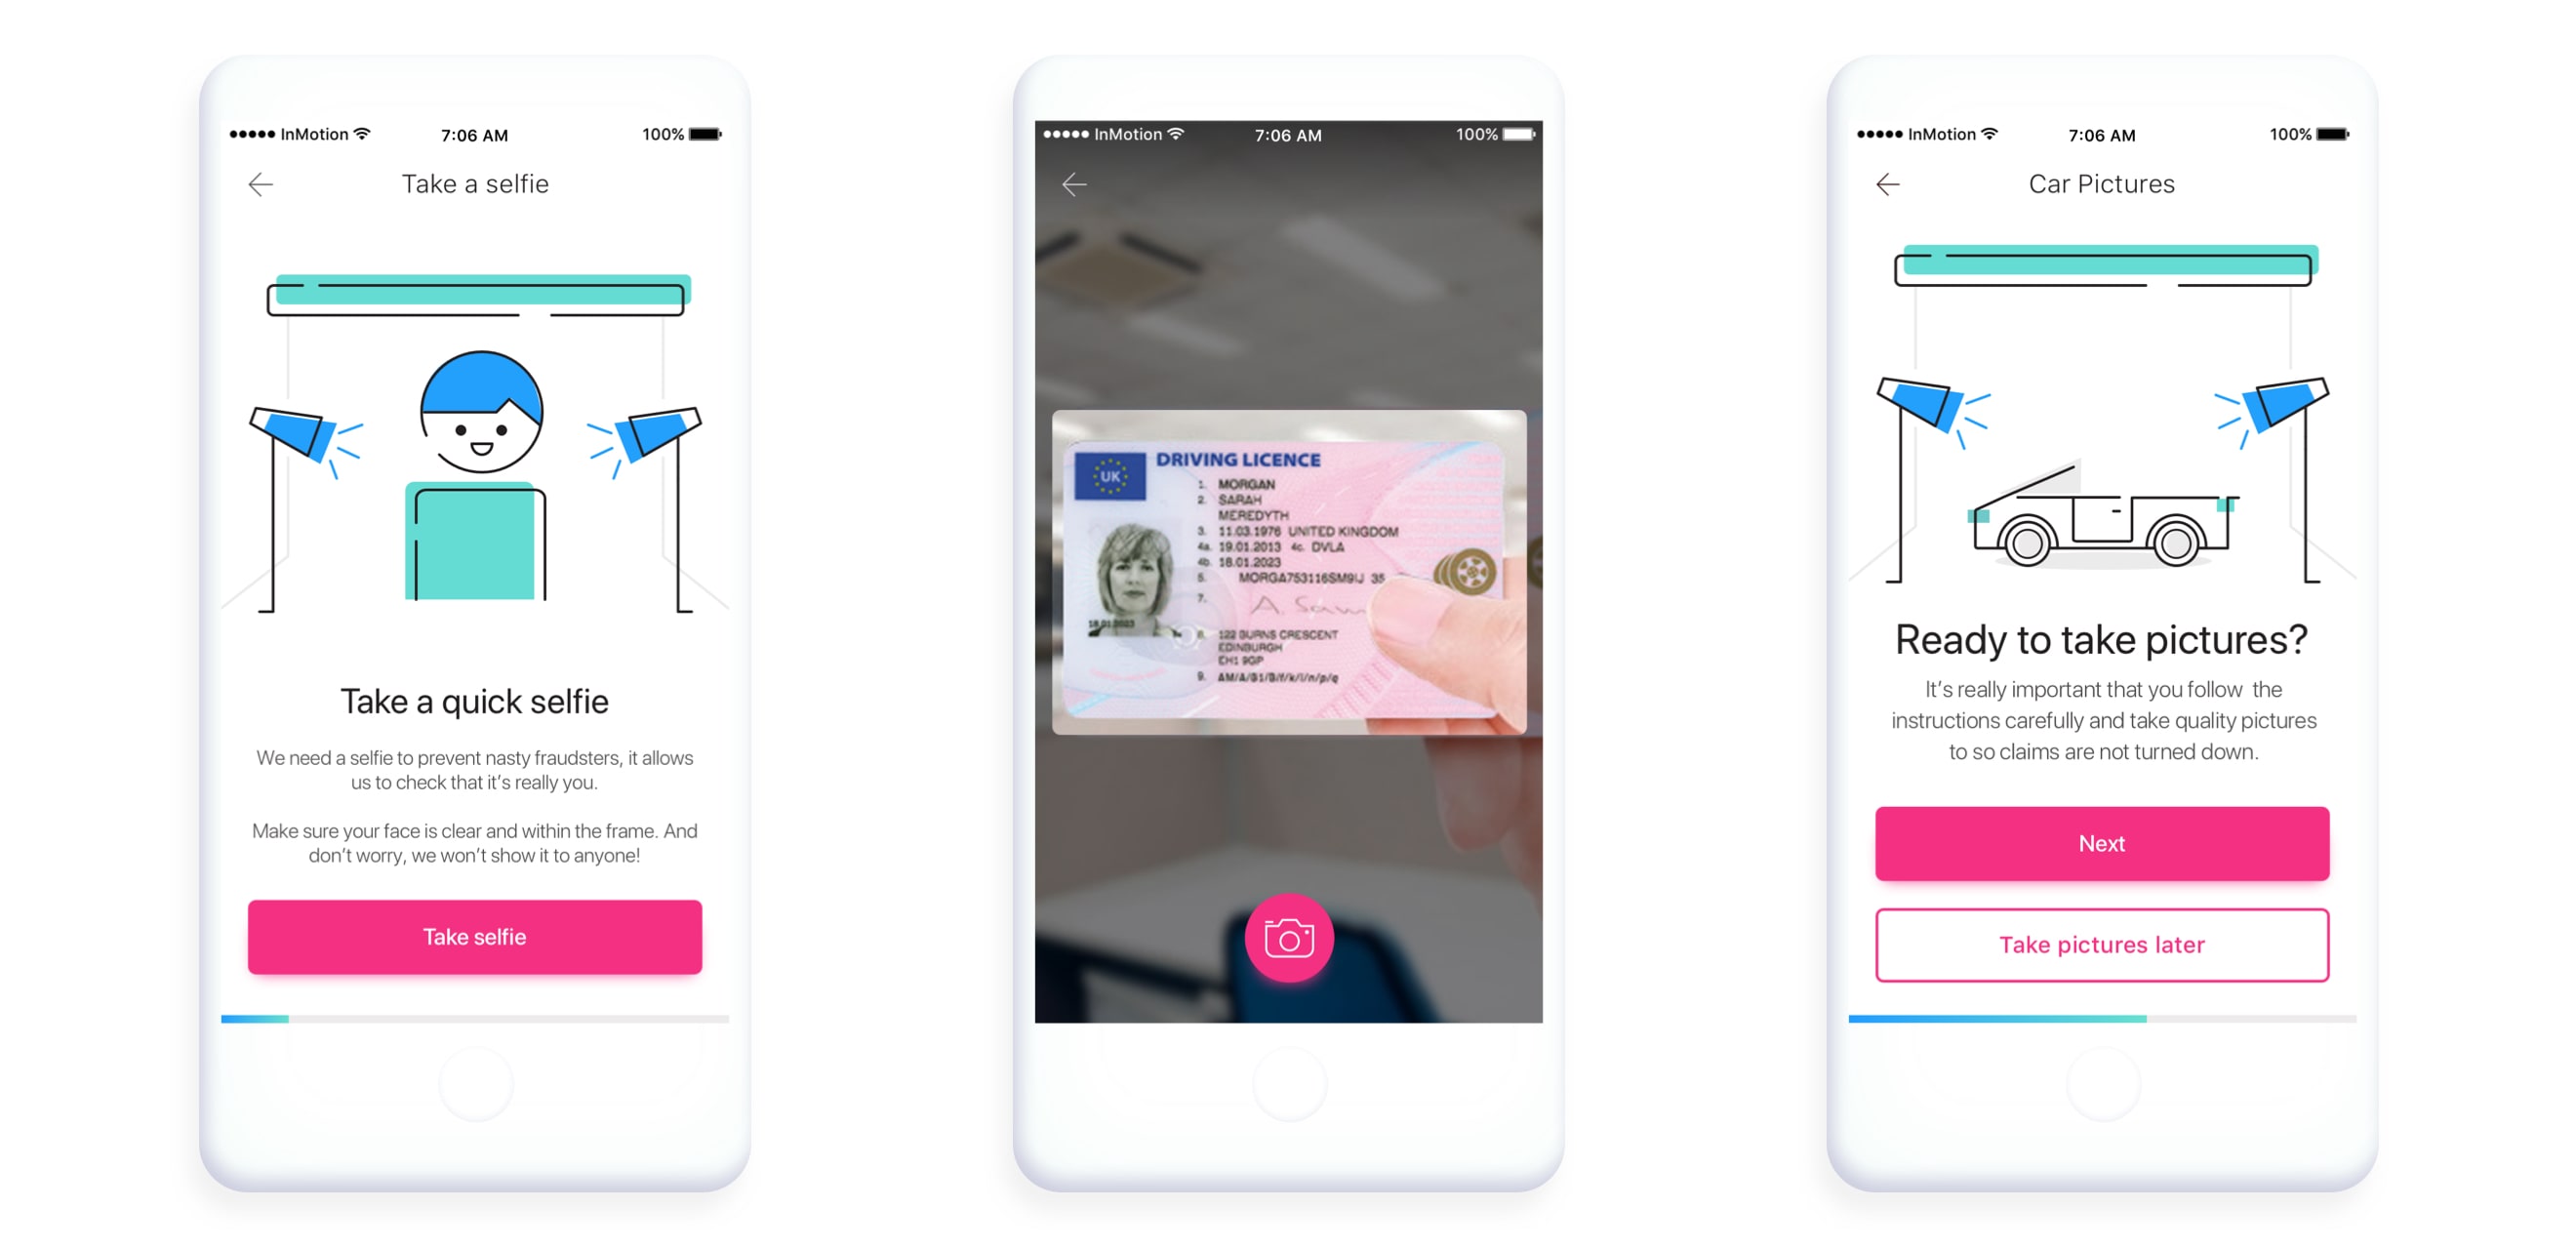 InMotion 7:06 AM 100%
Take a selfie
Take a quick selfie
We need a selfie to prevent nasty fraudsters, it allows
us to check that it's really you.
Make sure your face is clear and within the frame. And
don't worry, we won't show it to anyone!
Take selfie
InMotion 7:06 AM 100%
UK
DRIVING LICENCE
1. MORGAN
2. SARAH
MEREDYTH
3. 11.03.1976 UNITED KINGDOM
4a. 19.01.2013 4c. DVLA
4b. 18.01.2023
5. MORGA753116SM9IJ 35
7. A. Sam
18.01.2023
8. 122 BURNS CRESCENT
EDINBURGH
EH1 9GP
9. AM/A/B1/B/f/k/l/n/p/q
InMotion 7:06 AM 100%
Car Pictures
Ready to take pictures?
It's really important that you follow the
instructions carefully and take quality pictures
to so claims are not turned down.
Next
Take pictures later